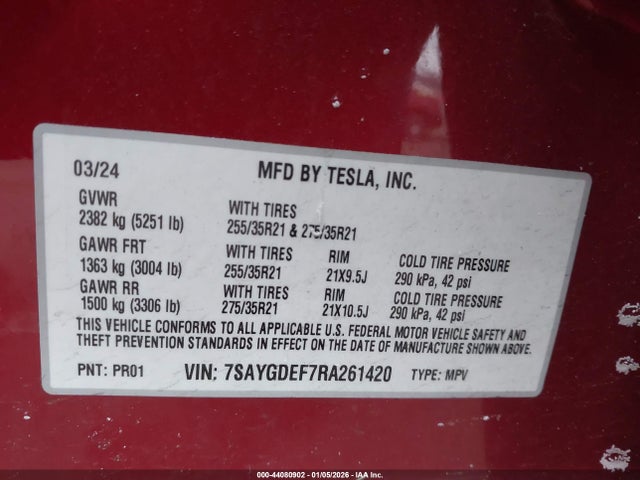 03/24 MFD BY TESLA, INC.
GVWR
2382 kg (5251 lb) WITH TIRES
255/35R21 & 275/35R21
GAWR FRT WITH TIRES RIM COLD TIRE PRESSURE
1363 kg (3004 lb) 255/35R21 21X9.5J 290 kPa, 42 psi
GAWR RR WITH TIRES RIM COLD TIRE PRESSURE
1500 kg (3306 lb) 275/35R21 21X10.5J 290 kPa, 42 psi
THIS VEHICLE CONFORMS TO ALL APPLICABLE U.S. FEDERAL MOTOR VEHICLE SAFETY AND
THEFT PREVENTION STANDARDS IN EFFECT ON THE DATE OF MANUFACTURE SHOWN ABOVE.
PNT: PR01 VIN: 7SAYGDEF7RA261420 TYPE: MPV
000-44080902 - 01/05/2026 - IAA Inc.